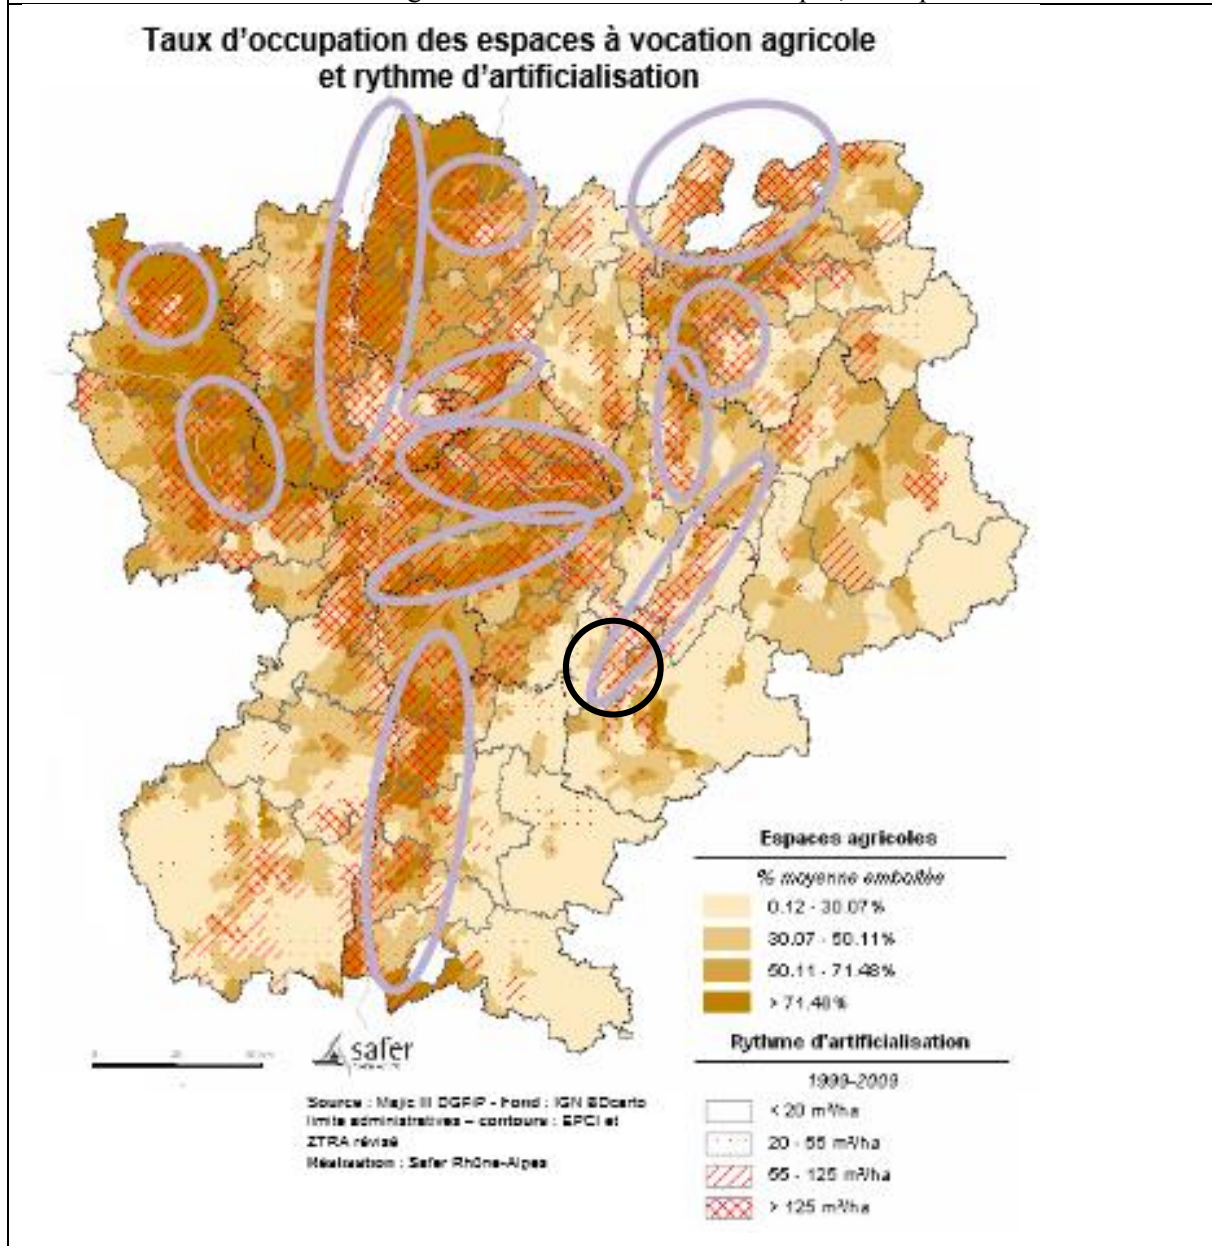 Taux d'occupation des espaces à vocation agricole
et rythme d'artificialisation
Espaces agricoles
% moyenne emboîtée
0.12 - 30.07%
30.07 - 50.11%
50.11 - 71.48%
> 71.48%
Rythme d'artificialisation
1999-2009
< 20 m²/ha
20 - 55 m²/ha
55 - 125 m²/ha
> 125 m²/ha
safer
Source : Majic III DGFiP - Fond : IGN BDcarto
limite administratives – contours : EPCI et
ZTRA révisé
Réalisation : Safer Rhône-Alpes